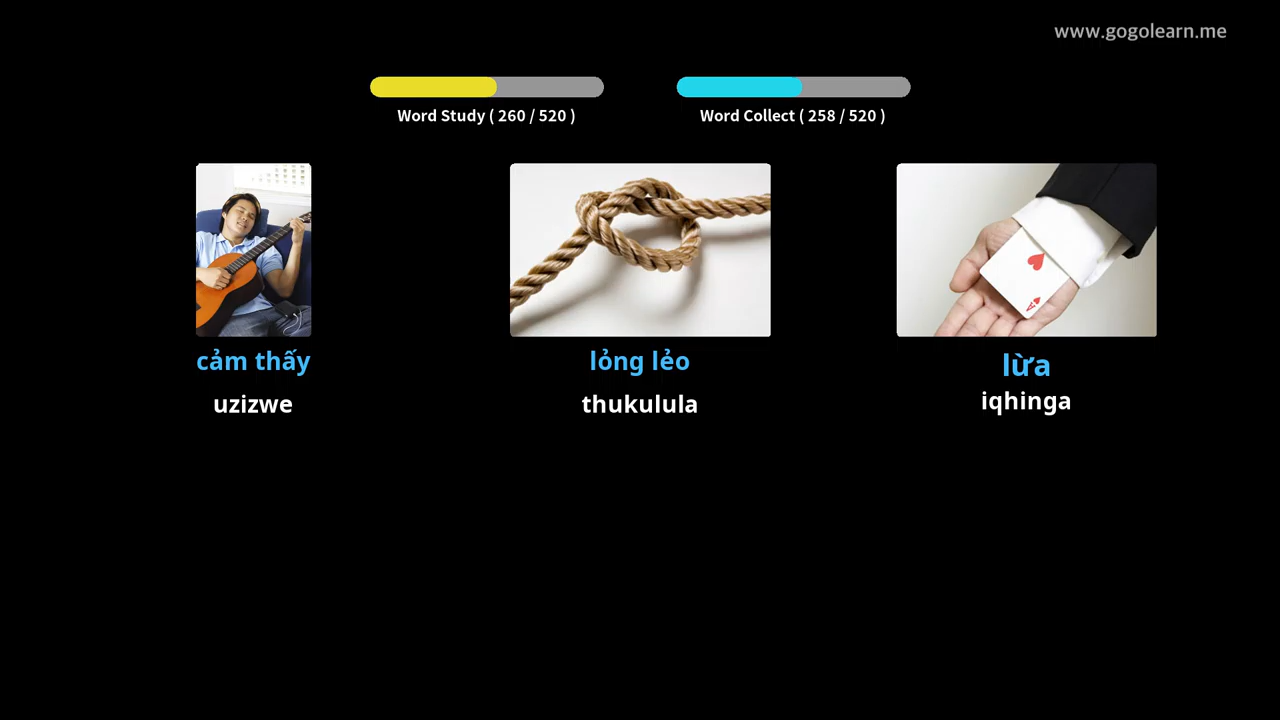 www.gogolearn.me
Word Study ( 260 / 520 )
Word Collect ( 258 / 520 )
cảm thấy
uzizwe
lỏng lẻo
thukulula
lừa
iqhinga